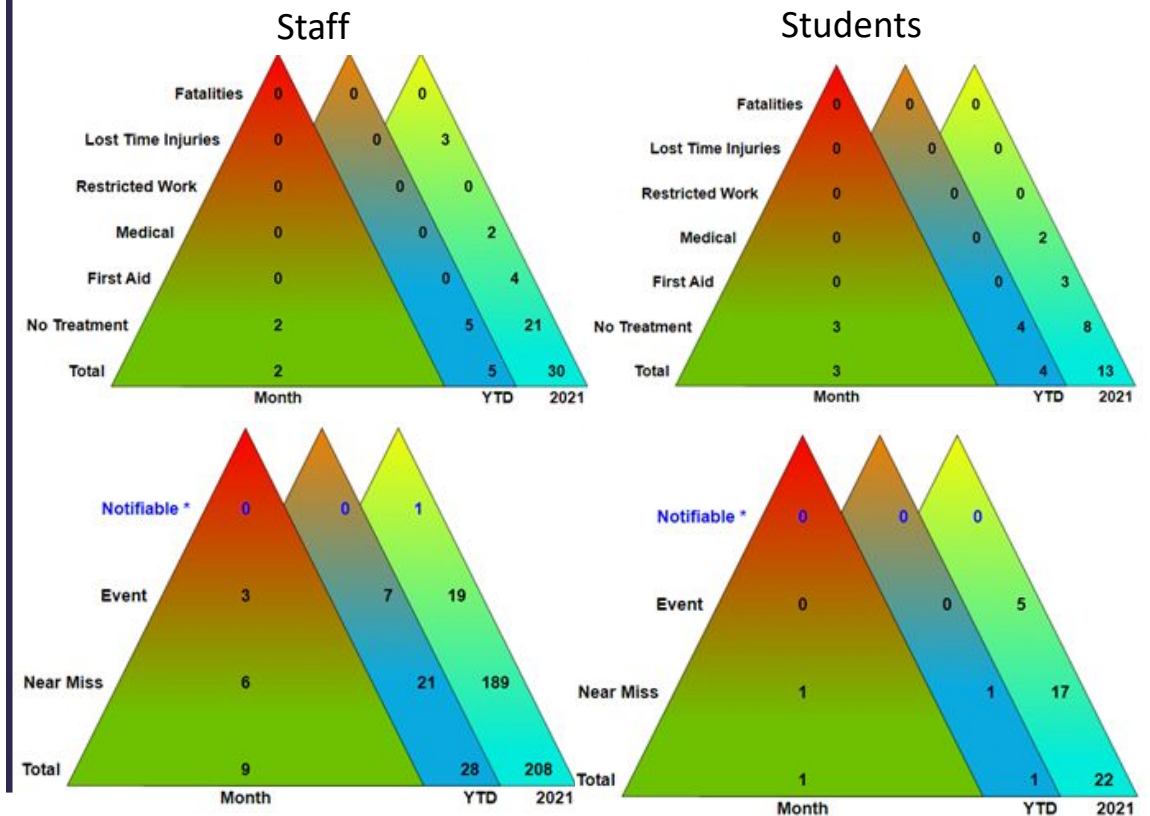 Staff
Fatalities 0 0 0
Lost Time Injuries 0 0 3
Restricted Work 0 0 0
Medical 0 0 2
First Aid 0 0 4
No Treatment 2 5 21
Total 2 5 30
Month YTD 2021
Students
Fatalities 0 0 0
Lost Time Injuries 0 0 0
Restricted Work 0 0 0
Medical 0 0 2
First Aid 0 0 3
No Treatment 3 4 8
Total 3 4 13
Month YTD 2021
Notifiable * 0 0 1
Event 3 7 19
Near Miss 6 21 189
Total 9 28 208
Month YTD 2021
Notifiable * 0 0 0
Event 0 0 5
Near Miss 1 1 17
Total 1 1 22
Month YTD 2021